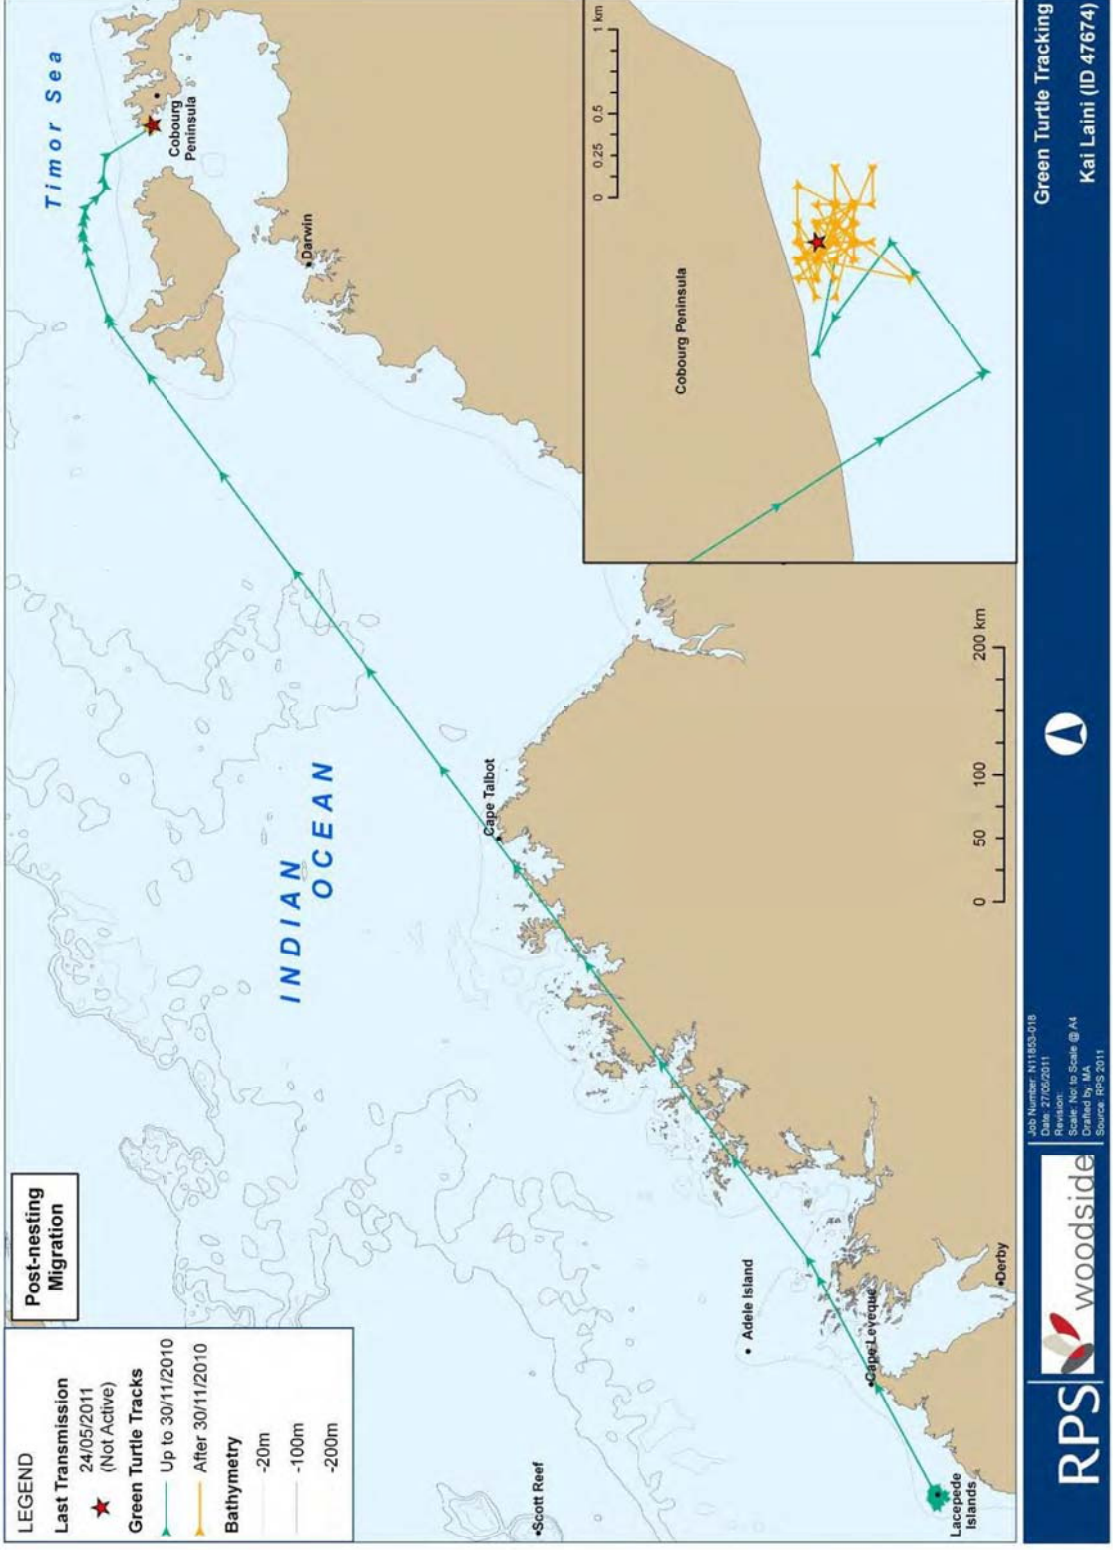 Post-nesting
Migration
LEGEND
Last Transmission
24/05/2011
(Not Active)
Green Turtle Tracks
Up to 30/11/2010
After 30/11/2010
Bathymetry
-20m
-100m
-200m
Timor Sea
INDIAN
OCEAN
Cobourg
Peninsula
Darwin
Cape Talbot
Adele Island
Cape Leveque
Derby
Scott Reef
Lacepede
Islands
0 50 100 200 km
Cobourg Peninsula
0 0.25 0.5 1 km
RPS
woodside
Job Number: N11853-018
Date: 27/06/2011
Revision:
Scale: Not to Scale @ A4
Drafted by: MA
Source: RPS 2011
Green Turtle Tracking
Kai Laini (ID 47674)